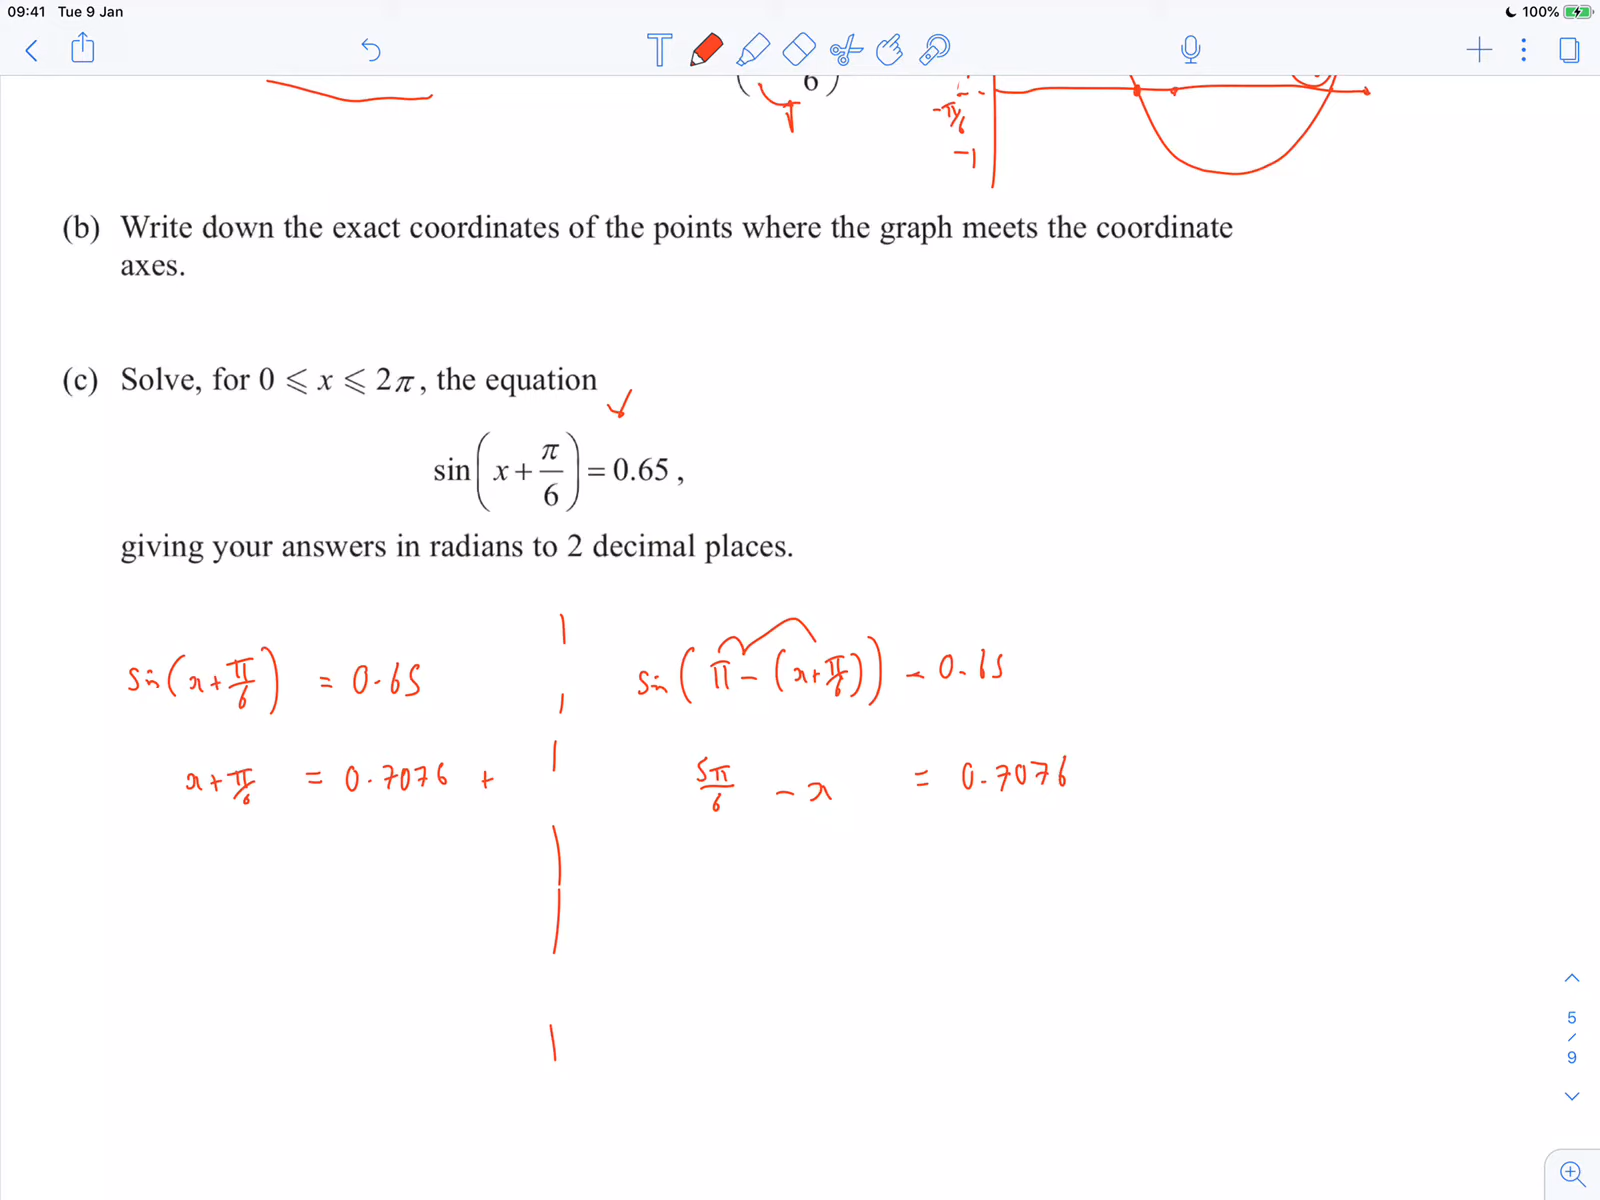 09:41 Tue 9 Jan 100%
T
6 )
-π/6
-1
(b) Write down the exact coordinates of the points where the graph meets the coordinate
axes.
(c) Solve, for 0 ⩽ x ⩽ 2π, the equation
sin(x + π/6) = 0.65 ,
giving your answers in radians to 2 decimal places.
sin(x + π/6) = 0.65
sin(π - (x + π/6)) = 0.65
x + π/6 = 0.7076 +
5π/6 - x = 0.7076
5
/
9